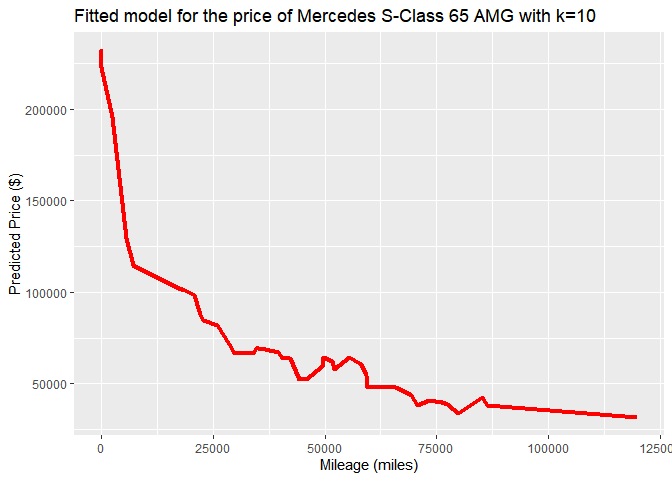 Fitted model for the price of Mercedes S-Class 65 AMG with k=10
200000
150000
100000
50000
Predicted Price ($)
0 25000 50000 75000 100000 12500
Mileage (miles)